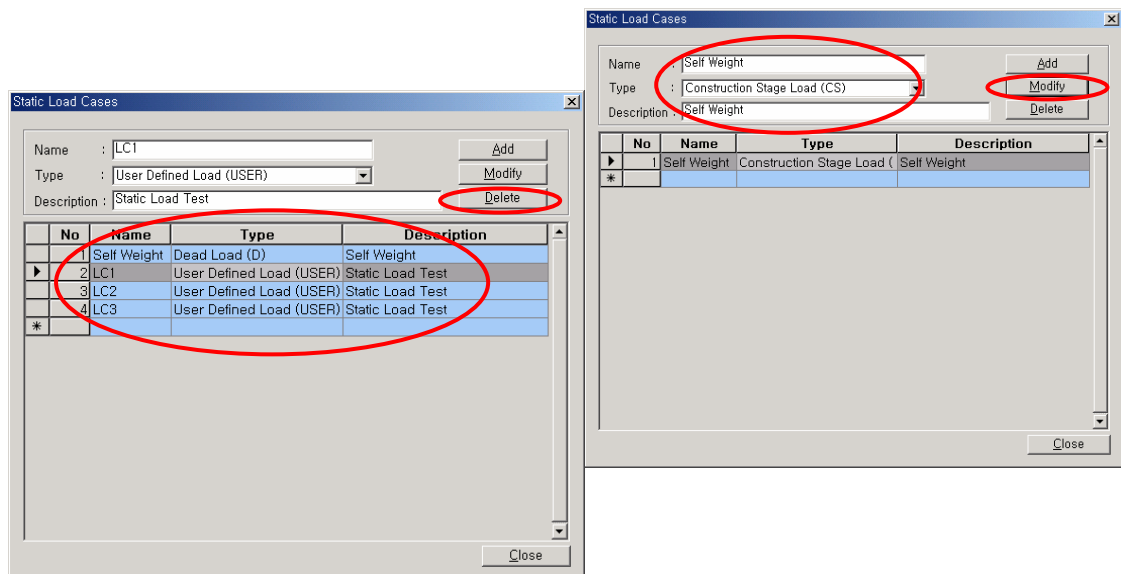 Static Load Cases
Name : LC1 Add
Type : User Defined Load (USER) Modify
Description : Static Load Test Delete
No Name Type Description
1 Self Weight Dead Load (D) Self Weight
2 LC1 User Defined Load (USER) Static Load Test
3 LC2 User Defined Load (USER) Static Load Test
4 LC3 User Defined Load (USER) Static Load Test
Close
Static Load Cases
Name : Self Weight Add
Type : Construction Stage Load (CS) Modify
Description : Self Weight Delete
No Name Type Description
1 Self Weight Construction Stage Load ( Self Weight
Close